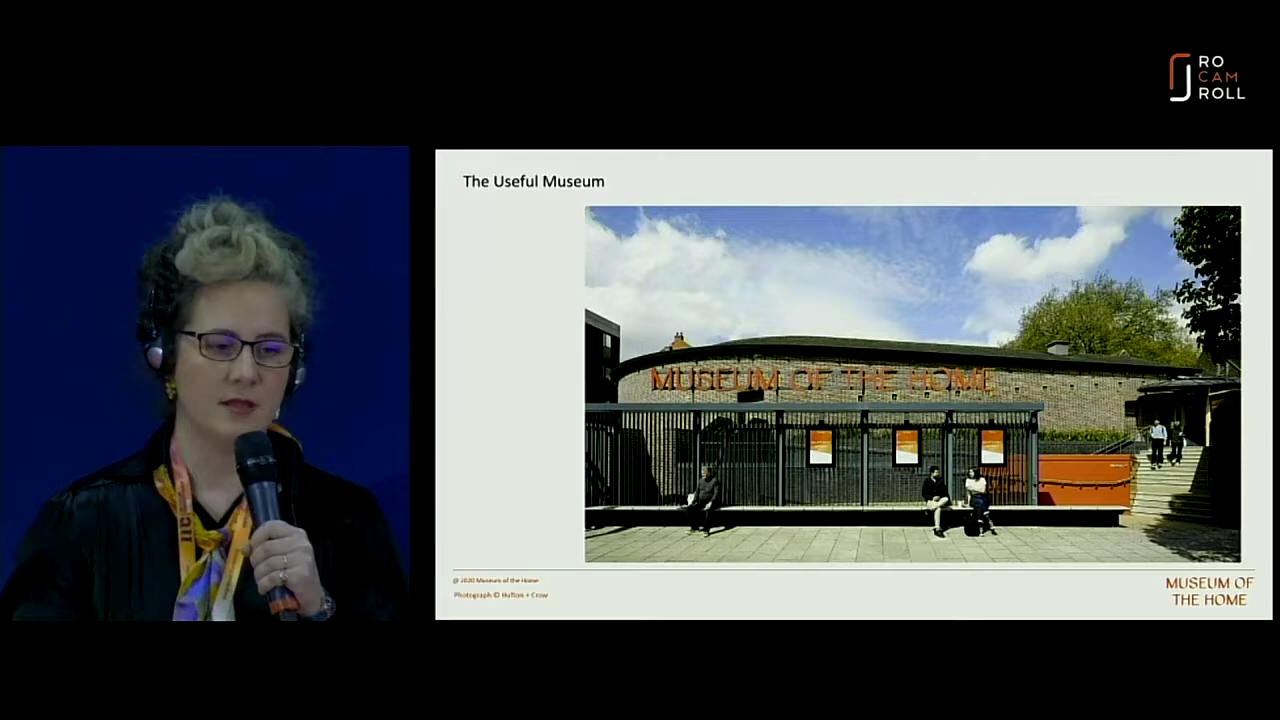 RO
CAM
ROLL
The Useful Museum
MUSEUM OF THE HOME
@ 2020 Museum of the Home
Photograph © Hufton + Crow
MUSEUM OF
THE HOME